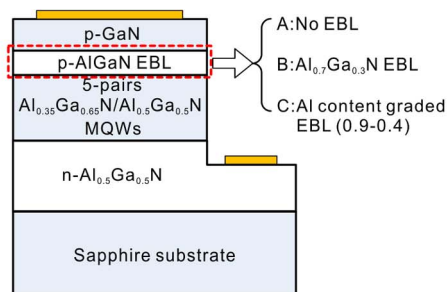 p-GaN
p-AlGaN EBL
5-pairs
Al₀.₃₅Ga₀.₆₅N/Al₀.₅Ga₀.₅N
MQWs
n-Al₀.₅Ga₀.₅N
Sapphire substrate
A:No EBL
B:Al₀.₇Ga₀.₃N EBL
C:Al content graded
EBL (0.9-0.4)